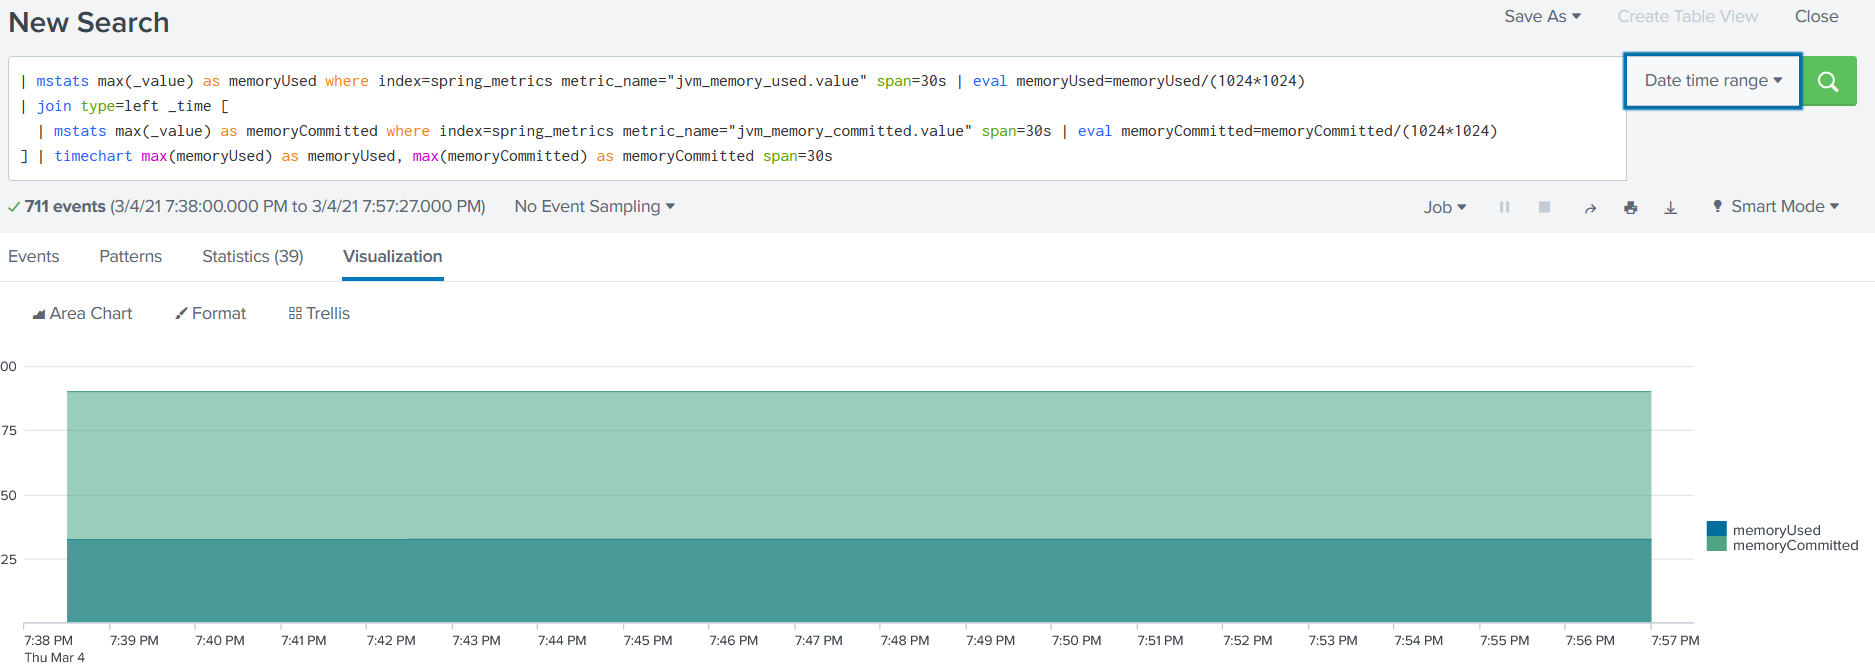 New Search
Save As
Create Table View
Close
| mstats max(_value) as memoryUsed where index=spring_metrics metric_name="jvm_memory_used.value" span=30s | eval memoryUsed=memoryUsed/(1024*1024)
| join type=left _time [
| mstats max(_value) as memoryCommitted where index=spring_metrics metric_name="jvm_memory_committed.value" span=30s | eval memoryCommitted=memoryCommitted/(1024*1024)
] | timechart max(memoryUsed) as memoryUsed, max(memoryCommitted) as memoryCommitted span=30s
Date time range
711 events (3/4/21 7:38:00.000 PM to 3/4/21 7:57:27.000 PM)
No Event Sampling
Job
Smart Mode
Events
Patterns
Statistics (39)
Visualization
Area Chart
Format
Trellis
00
75
50
25
memoryUsed
memoryCommitted
7:38 PM
Thu Mar 4
7:39 PM
7:40 PM
7:41 PM
7:42 PM
7:43 PM
7:44 PM
7:45 PM
7:46 PM
7:47 PM
7:48 PM
7:49 PM
7:50 PM
7:51 PM
7:52 PM
7:53 PM
7:54 PM
7:55 PM
7:56 PM
7:57 PM